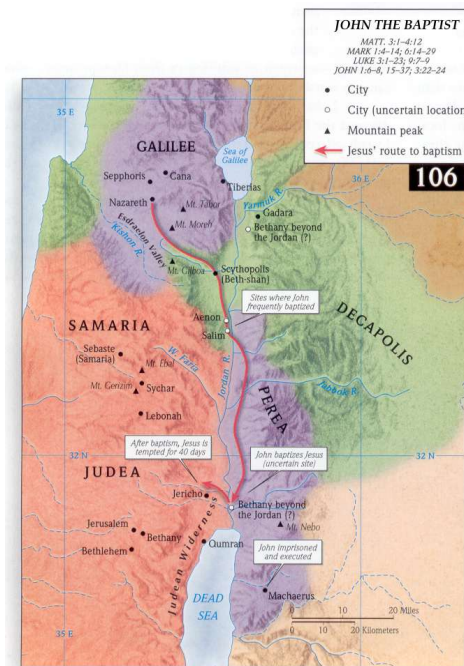 JOHN THE BAPTIST
MATT. 3:1–4:12
MARK 1:4–14; 6:14–29
LUKE 3:1–23; 9:7–9
JOHN 1:6–8, 15–37; 3:22–24
City
City (uncertain location
Mountain peak
Jesus' route to baptism
106
35 E
36 E
GALILEE
Sea of
Galilee
Sepphoris
Cana
Tiberias
Nazareth
Mt. Tabor
Yarmuk R.
Gadara
Mt. Moreh
Bethany beyond
the Jordan (?)
Esdraelon Valley
Kishon R.
Mt. Gilboa
Scythopolis
(Beth-shan)
Sites where John
frequently baptized
DECAPOLIS
Aenon
Salim
SAMARIA
Sebaste
(Samaria)
W. Faria
Jordan R.
Mt. Ebal
Mt. Gerizim
Sychar
Jabbok R.
PEREA
Lebonah
After baptism, Jesus is
tempted for 40 days
John baptizes Jesus
(uncertain site)
32 N
32 N
JUDEA
Jericho
Bethany beyond
the Jordan (?)
Mt. Nebo
Jerusalem
Bethany
Bethlehem
Judean Wilderness
Qumran
John imprisoned
and executed
DEAD
SEA
Machaerus
0 10 20 Miles
0 10 20 Kilometers
35 E